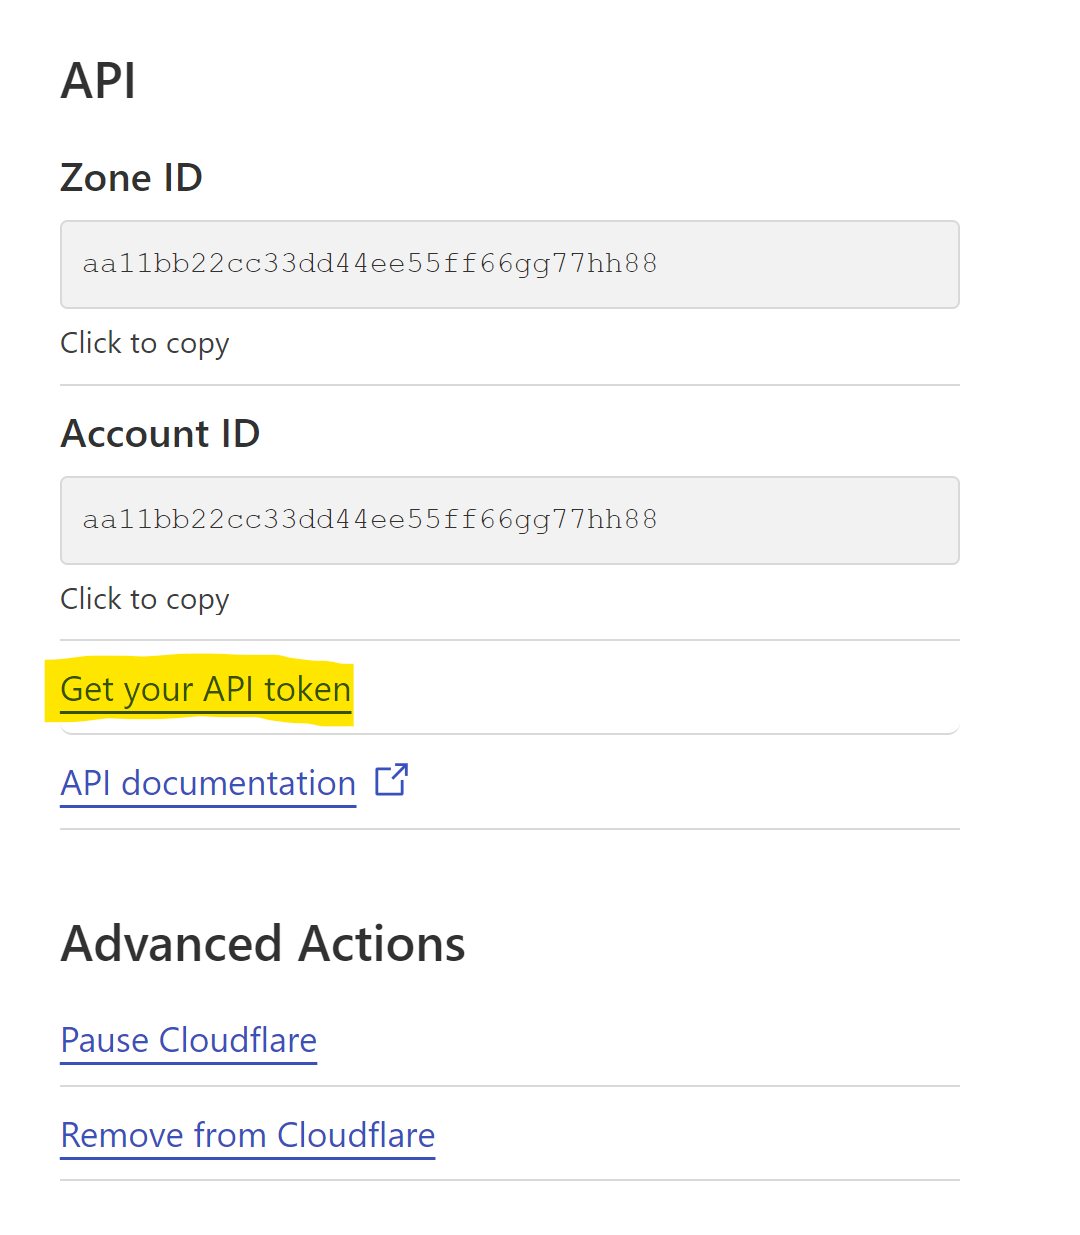 API
Zone ID
aa11bb22cc33dd44ee55ff66gg77hh88
Click to copy
Account ID
aa11bb22cc33dd44ee55ff66gg77hh88
Click to copy
Get your API token
API documentation
Advanced Actions
Pause Cloudflare
Remove from Cloudflare